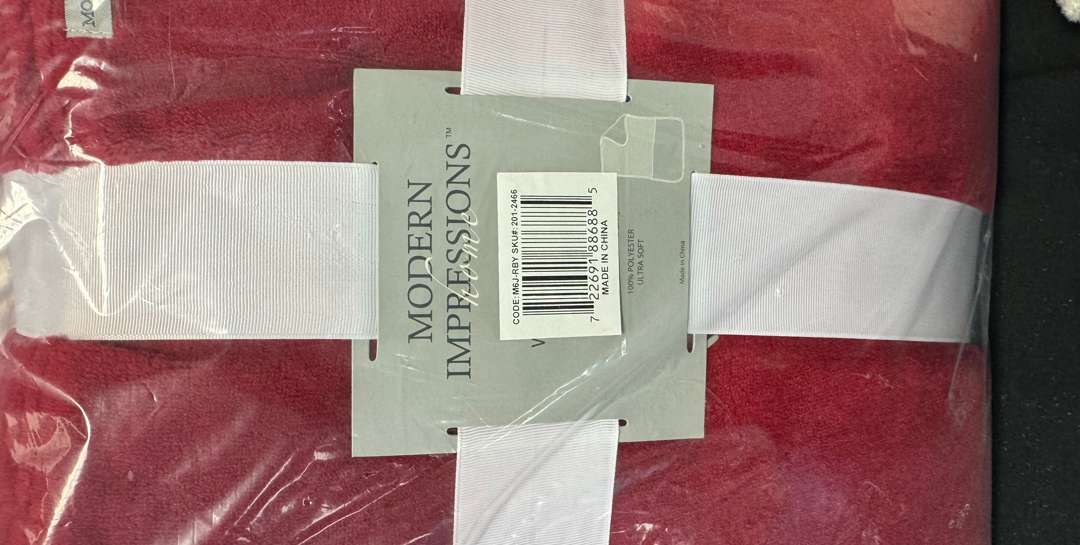 MO
MODERN
IMPRESSIONS™
home
V
CODE: M6J-RBY SKU#: 201-2466
7 22691 88688 5
MADE IN CHINA
100% POLYESTER
ULTRA SOFT
Made in China